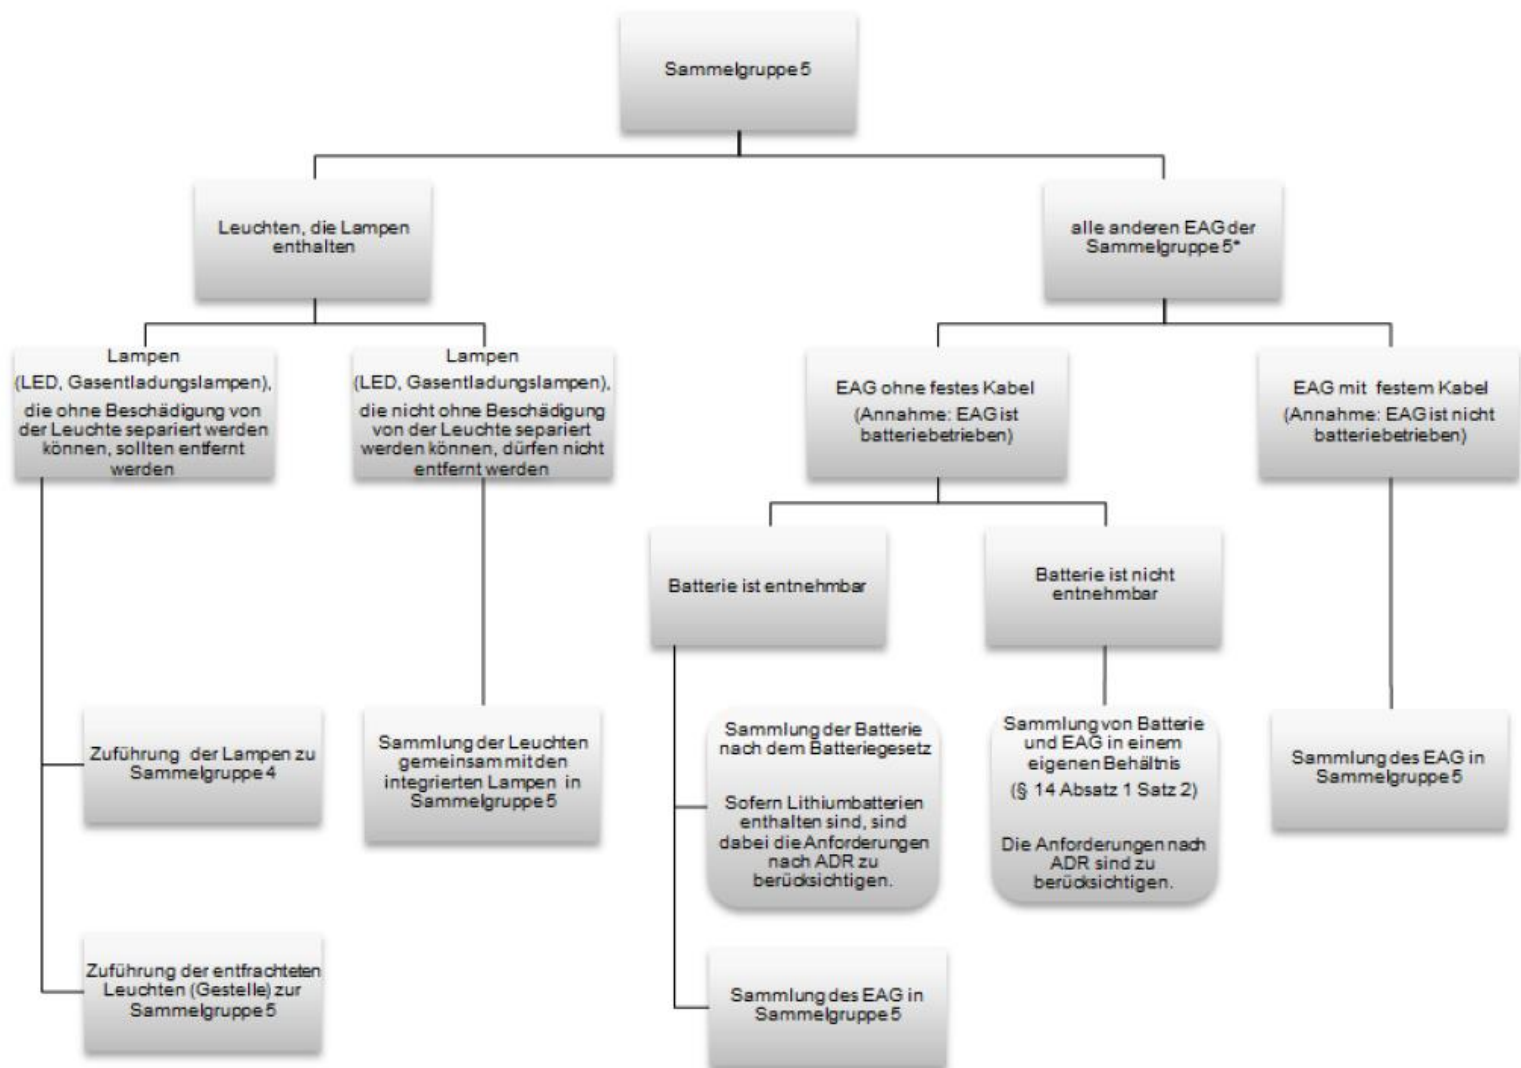 Sammelgruppe 5
Leuchten, die Lampen
enthalten
alle anderen EAG der
Sammelgruppe 5*
Lampen
(LED, Gasentladungslampen),
die ohne Beschädigung von
der Leuchte separiert werden
können, sollten entfernt
werden
Lampen
(LED, Gasentladungslampen),
die nicht ohne Beschädigung
von der Leuchte separiert
werden können, dürfen nicht
entfernt werden
EAG ohne festes Kabel
(Annahme: EAG ist
batteriebetrieben)
EAG mit festem Kabel
(Annahme: EAG ist nicht
batteriebetrieben)
Batterie ist entnehmbar
Batterie ist nicht
entnehmbar
Zuführung der Lampen zu
Sammelgruppe 4
Sammlung der Leuchten
gemeinsam mit den
integrierten Lampen in
Sammelgruppe 5
Sammlung der Batterie
nach dem Batteriegesetz
Sofern Lithiumbatterien
enthalten sind, sind
dabei die Anforderungen
nach ADR zu
berücksichtigen.
Sammlung von Batterie
und EAG in einem
eigenen Behältnis
(§ 14 Absatz 1 Satz 2)
Die Anforderungen nach
ADR sind zu
berücksichtigen.
Sammlung des EAG in
Sammelgruppe 5
Zuführung der entfrachteten
Leuchten (Gestelle) zur
Sammelgruppe 5
Sammlung des EAG in
Sammelgruppe 5